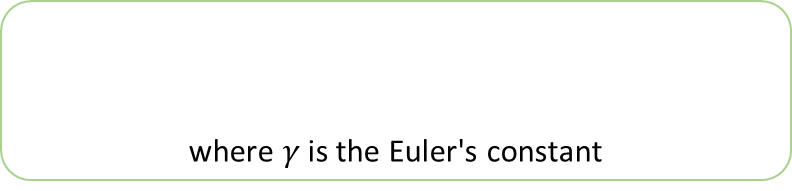 where 𝛾 is the Euler's constant